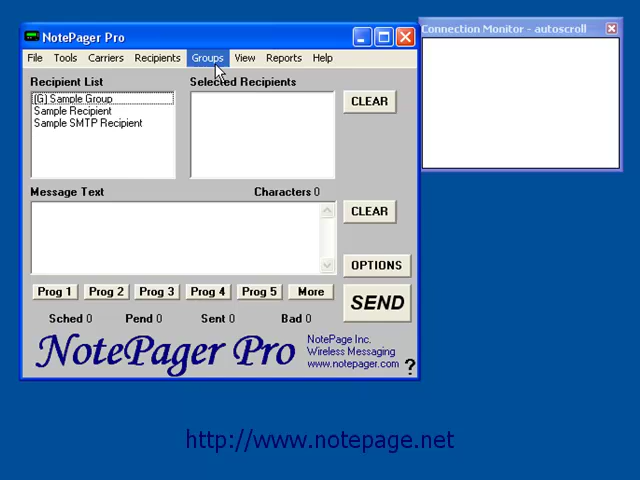 NotePager Pro
Connection Monitor - autoscroll
File Tools Carriers Recipients Groups View Reports Help
Recipient List
Selected Recipients
(G) Sample Group
Sample Recipient
Sample SMTP Recipient
CLEAR
Message Text
Characters 0
CLEAR
OPTIONS
Prog 1 Prog 2 Prog 3 Prog 4 Prog 5 More
SEND
Sched 0 Pend 0 Sent 0 Bad 0
NotePager Pro
NotePage Inc.
Wireless Messaging
www.notepager.com
?
http://www.notepage.net